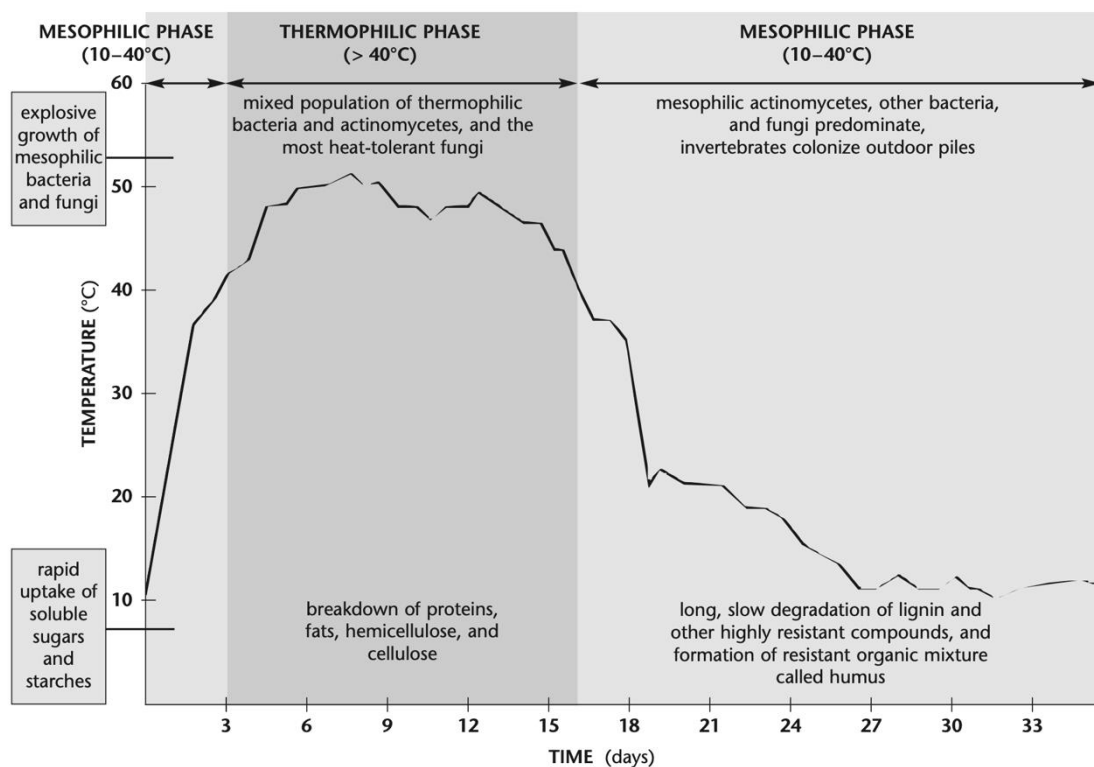 MESOPHILIC PHASE
(10–40°C)
THERMOPHILIC PHASE
(> 40°C)
MESOPHILIC PHASE
(10–40°C)
explosive
growth of
mesophilic
bacteria
and fungi
mixed population of thermophilic
bacteria and actinomycetes, and the
most heat-tolerant fungi
mesophilic actinomycetes, other bacteria,
and fungi predominate,
invertebrates colonize outdoor piles
TEMPERATURE (°C)
60
50
40
30
20
10
rapid
uptake of
soluble
sugars
and
starches
breakdown of proteins,
fats, hemicellulose, and
cellulose
long, slow degradation of lignin and
other highly resistant compounds, and
formation of resistant organic mixture
called humus
3 6 9 12 15 18 21 24 27 30 33
TIME (days)